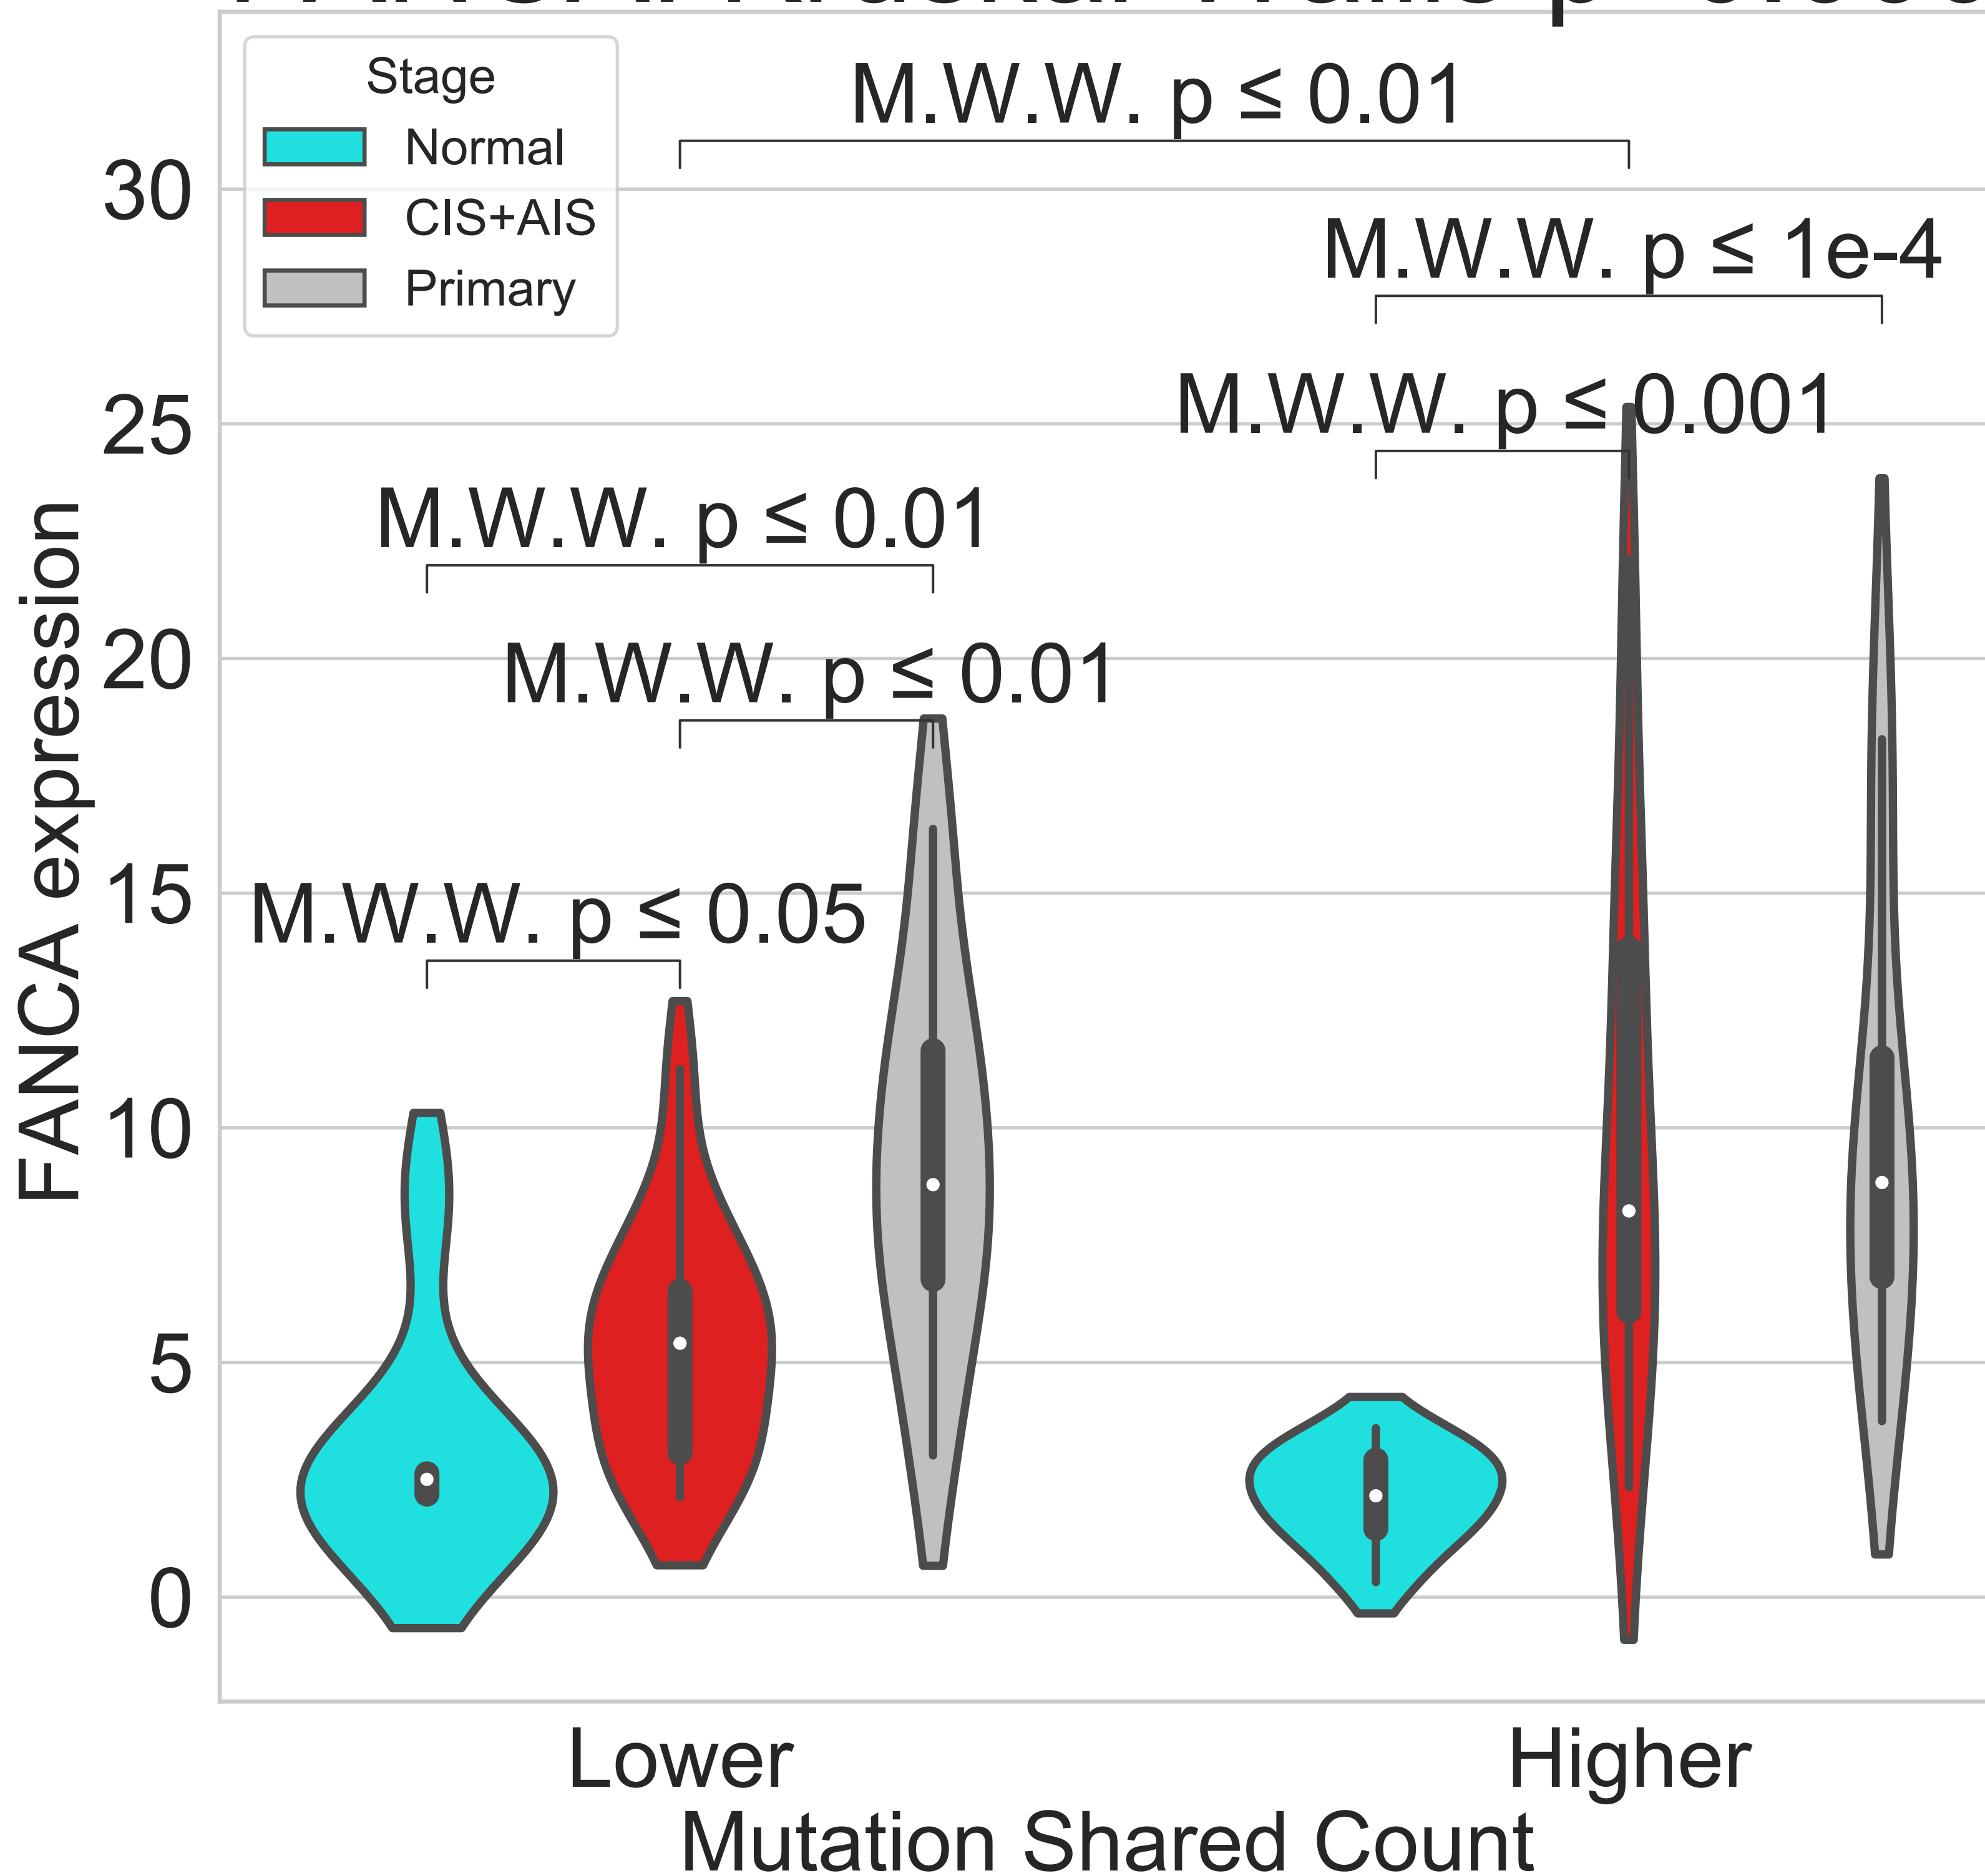 Stage
Normal
CIS+AIS
Primary
M.W.W. p ≤ 0.01
M.W.W. p ≤ 1e-4
M.W.W. p ≤ 0.001
M.W.W. p ≤ 0.01
M.W.W. p ≤ 0.01
M.W.W. p ≤ 0.05
30
25
20
15
10
5
0
FANCA expression
Lower
Higher
Mutation Shared Count